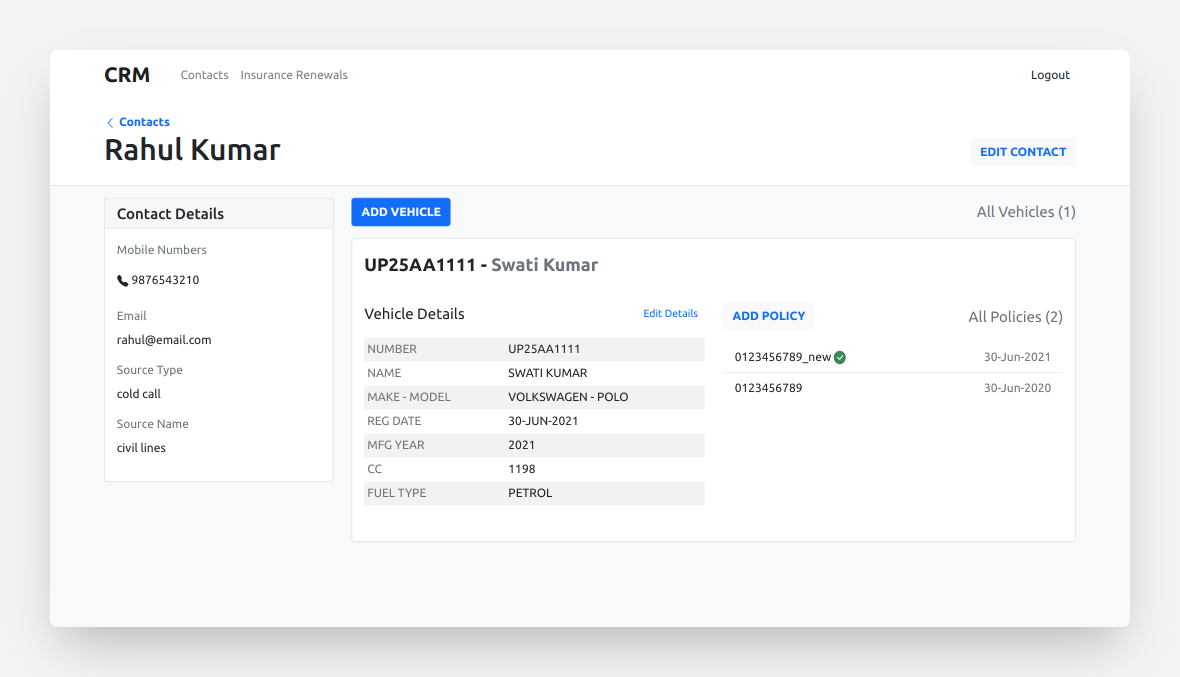 CRM Contacts Insurance Renewals Logout
Contacts
Rahul Kumar
EDIT CONTACT
Contact Details
Mobile Numbers
9876543210
Email
rahul@email.com
Source Type
cold call
Source Name
civil lines
ADD VEHICLE All Vehicles (1)
UP25AA1111 - Swati Kumar
Vehicle Details Edit Details
NUMBER UP25AA1111
NAME SWATI KUMAR
MAKE - MODEL VOLKSWAGEN - POLO
REG DATE 30-JUN-2021
MFG YEAR 2021
CC 1198
FUEL TYPE PETROL
ADD POLICY All Policies (2)
0123456789_new 30-Jun-2021
0123456789 30-Jun-2020